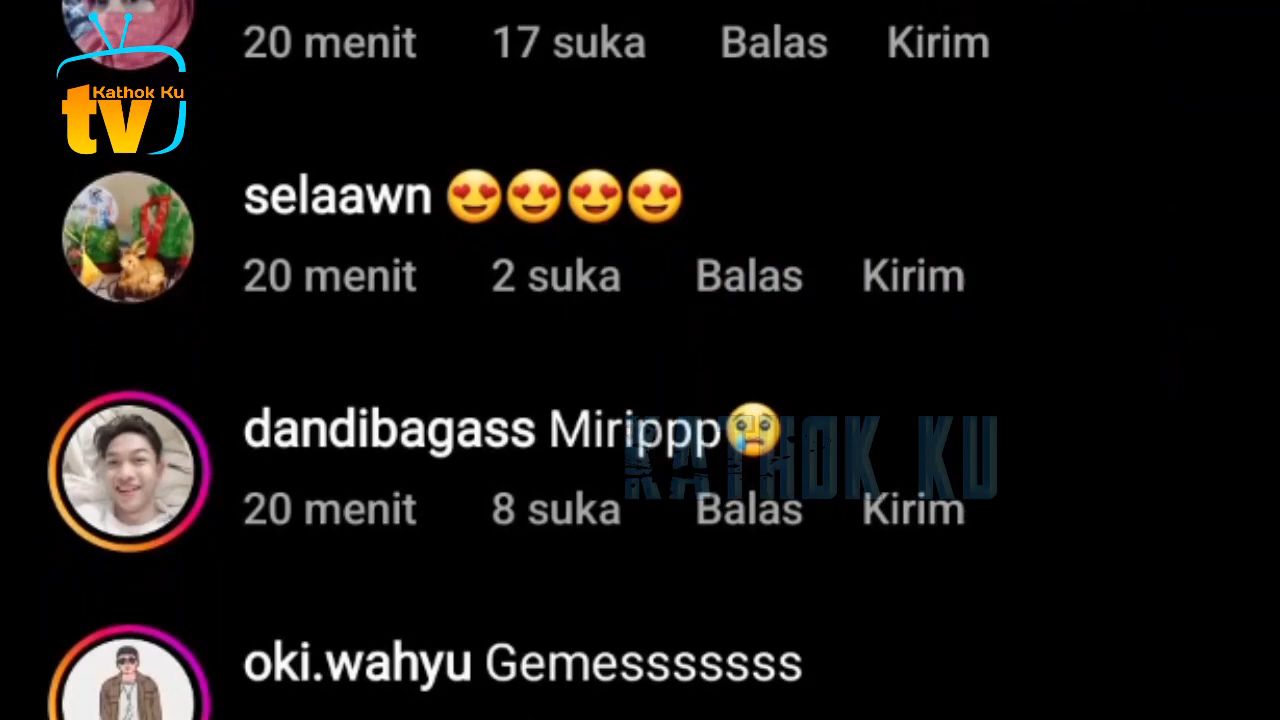 20 menit 17 suka Balas Kirim
Kathok Ku
tv
selaawn 😍😍😍😍
20 menit 2 suka Balas Kirim
dandibagass Mirippp😢
KATHOK KU
20 menit 8 suka Balas Kirim
oki.wahyu Gemesssssss